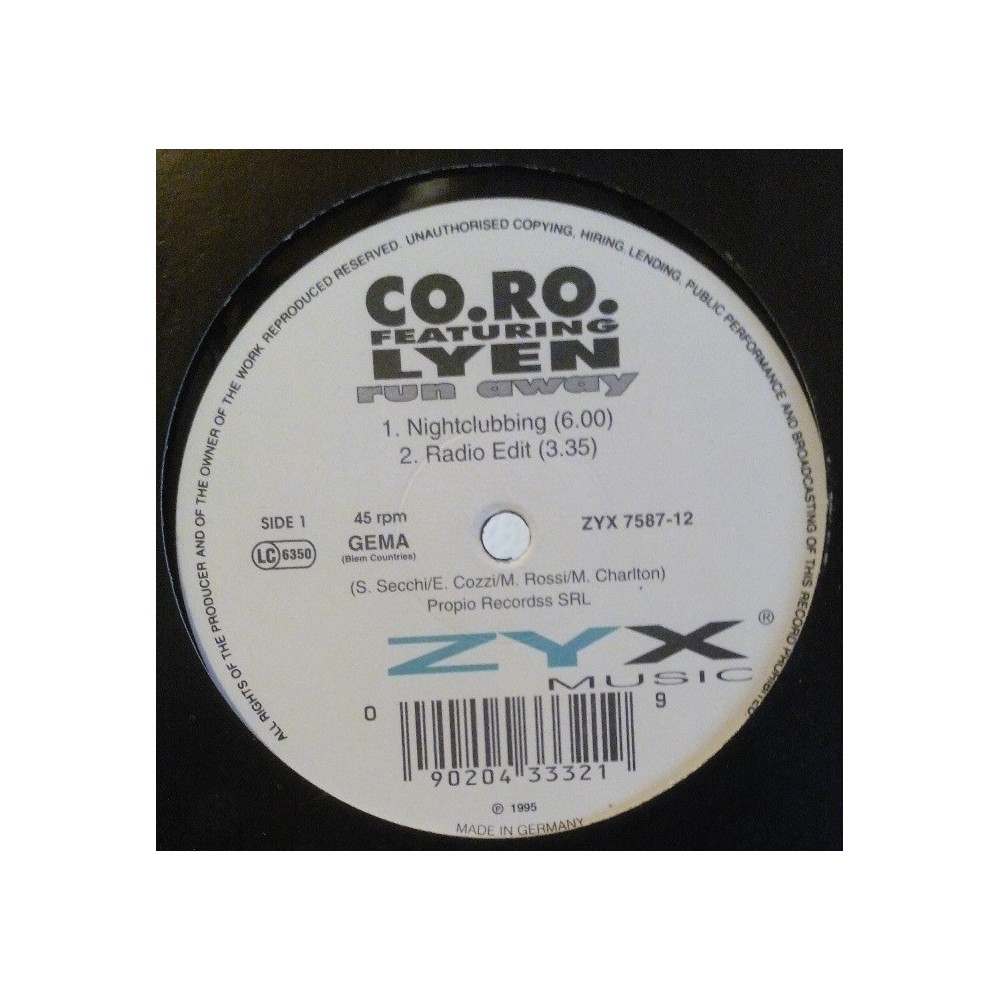 ALL RIGHTS OF THE PRODUCER AND OF THE OWNER OF THE WORK REPRODUCED RESERVED. UNAUTHORISED COPYING, HIRING, LENDING, PUBLIC PERFORMANCE AND BROADCASTING OF THIS RECORD PROHIBITED.
CO.RO.
FEATURING
LYEN
run away
1. Nightclubbing (6.00)
2. Radio Edit (3.35)
SIDE 1
45 rpm
ZYX 7587-12
LC 6350
GEMA
(Biem Countries)
(S. Secchi/E. Cozzi/M. Rossi/M. Charlton)
Propio Recordss SRL
ZYX ®
MUSIC
0 90204 33321 9
℗ 1995
MADE IN GERMANY